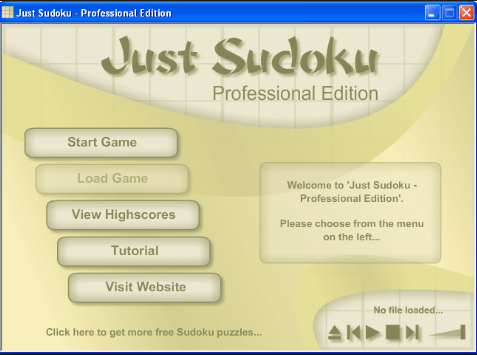 Just Sudoku - Professional Edition
Just Sudoku
Professional Edition
Start Game
Load Game
View Highscores
Tutorial
Visit Website
Welcome to 'Just Sudoku -
Professional Edition'.
Please choose from the menu
on the left...
No file loaded...
Click here to get more free Sudoku puzzles...